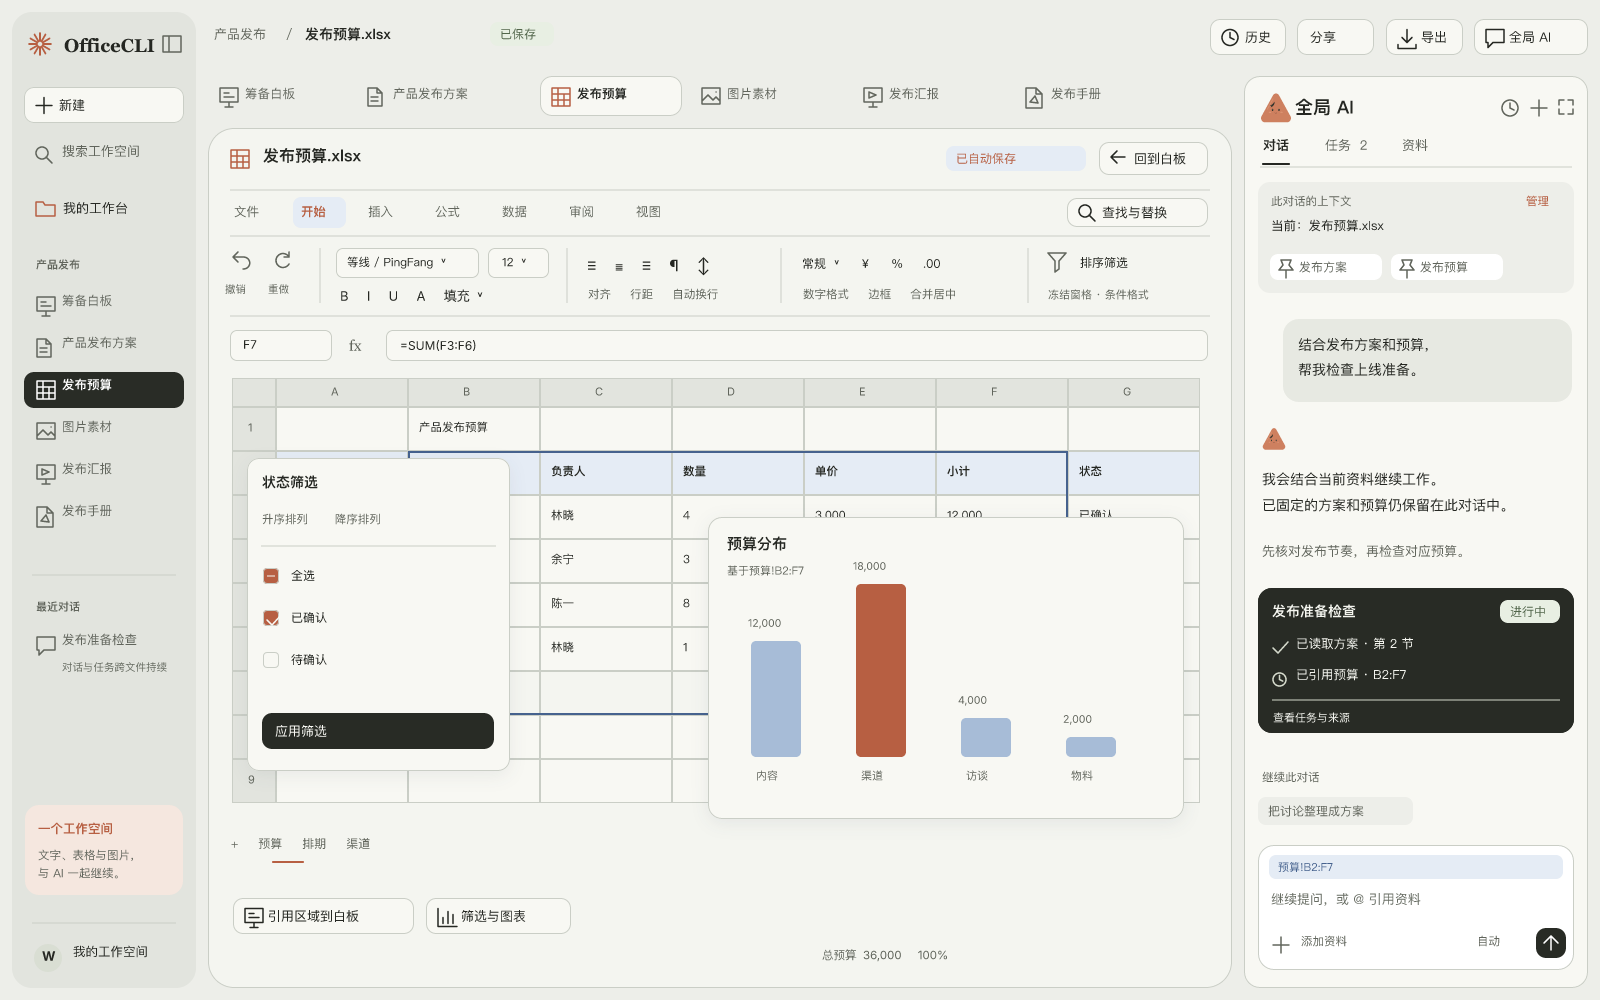 OfficeCLI
新建
搜索工作空间
我的工作台
产品发布
筹备白板
产品发布方案
发布预算
图片素材
发布汇报
发布手册
最近对话
发布准备检查
对话与任务跨文件持续
一个工作空间
文字、表格与图片,
与 AI 一起继续。
W 我的工作空间
产品发布 / 发布预算.xlsx 已保存
历史 分享 导出 全局 AI
筹备白板 产品发布方案 发布预算 图片素材 发布汇报 发布手册
发布预算.xlsx 已自动保存 回到白板
文件 开始 插入 公式 数据 审阅 视图 查找与替换
等线 / PingFang 12 常规 ¥ % .00 排序筛选
撤销 重做 B I U A 填充 对齐 行距 自动换行 数字格式 边框 合并居中 冻结窗格 · 条件格式
F7 fx =SUM(F3:F6)
A B C D E F G
1 产品发布预算
负责人 数量 单价 小计 状态
林晓 4 3,000 12,000 已确认
余宁 3
陈一 8
林晓 1
9
状态筛选
升序排列 降序排列
全选
已确认
待确认
应用筛选
预算分布
基于预算!B2:F7
12,000 18,000 4,000 2,000
内容 渠道 访谈 物料
+ 预算 排期 渠道
引用区域到白板 筛选与图表
总预算 36,000 100%
全局 AI
对话 任务 2 资料
此对话的上下文 管理
当前: 发布预算.xlsx
发布方案 发布预算
结合发布方案和预算,
帮我检查上线准备。
我会结合当前资料继续工作。
已固定的方案和预算仍保留在此对话中。
先核对发布节奏，再检查对应预算。
发布准备检查 进行中
已读取方案 · 第 2 节
已引用预算 · B2:F7
查看任务与来源
继续此对话
把讨论整理成方案
预算!B2:F7
继续提问，或 @ 引用资料
添加资料 自动